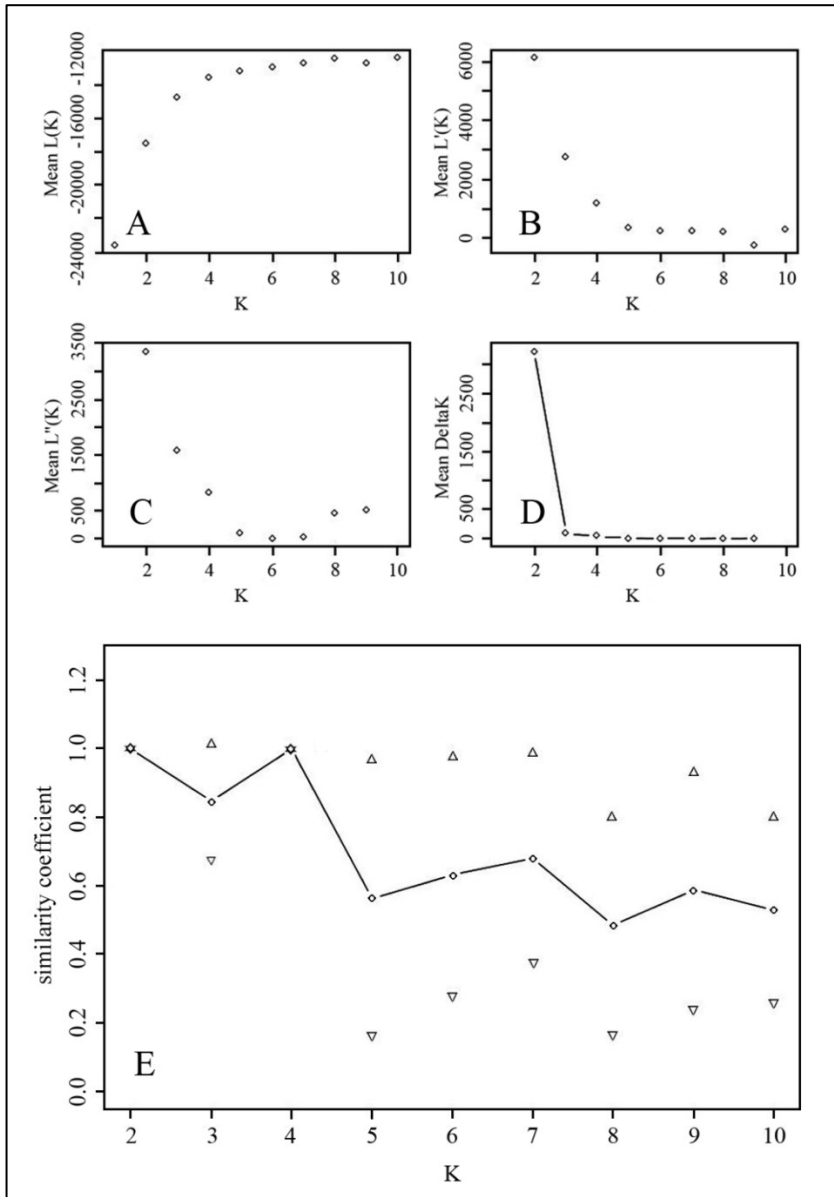 Mean L(K)
-12000
-16000
-20000
-24000
A
2 4 6 8 10
K
Mean L'(K)
6000
4000
2000
0
B
2 4 6 8 10
K
Mean L"(K)
3500
2500
1500
500
0
C
2 4 6 8 10
K
Mean DeltaK
2500
1500
500
0
D
2 4 6 8 10
K
similarity coefficient
1.2
1.0
0.8
0.6
0.4
0.2
0.0
E
2 3 4 5 6 7 8 9 10
K